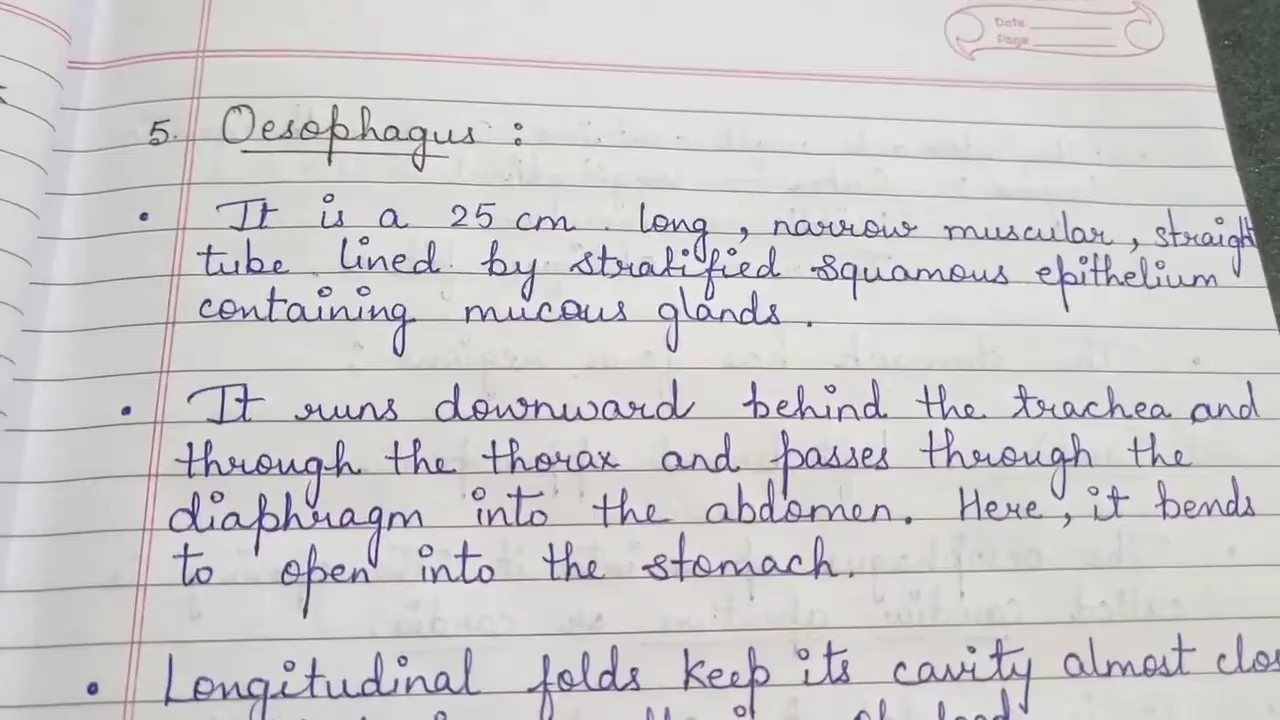 Date
Page
5. Oesophagus :
• It is a 25 cm. long, narrow muscular, straight
tube lined by stratified squamous epithelium
containing mucous glands.
• It runs downward behind the trachea and
through the thorax and passes through the
diaphragm into the abdomen. Here, it bends
to open into the stomach.
• Longitudinal folds keep its cavity almost